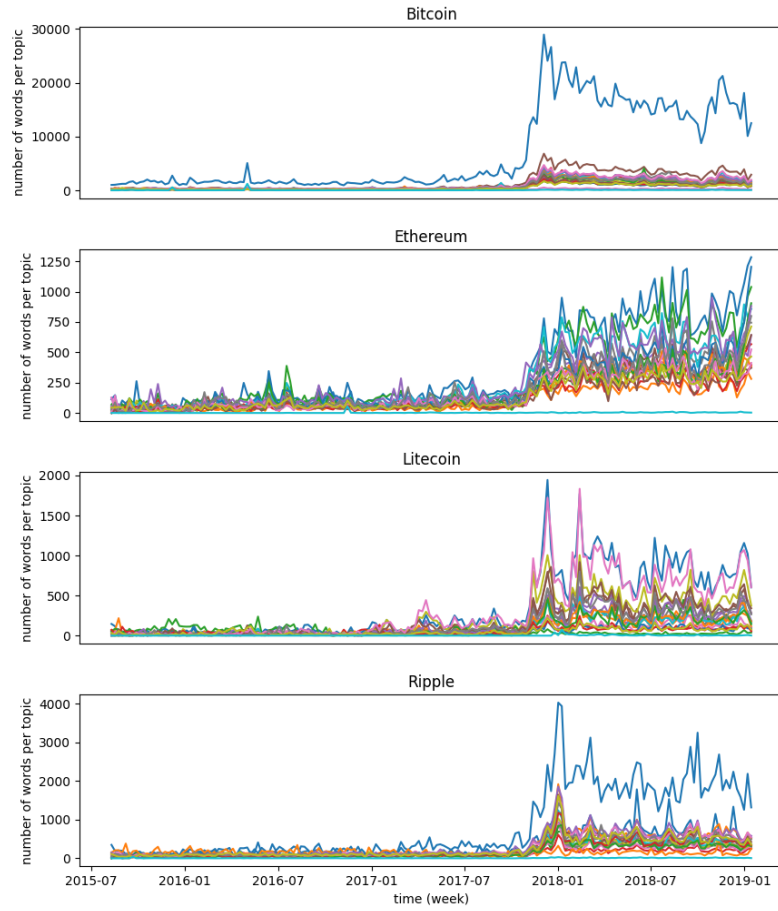 Bitcoin
number of words per topic
30000
20000
10000
0
Ethereum
number of words per topic
1250
1000
750
500
250
0
Litecoin
number of words per topic
2000
1500
1000
500
0
Ripple
number of words per topic
4000
3000
2000
1000
0
2015-07 2016-01 2016-07 2017-01 2017-07 2018-01 2018-07 2019-01
time (week)